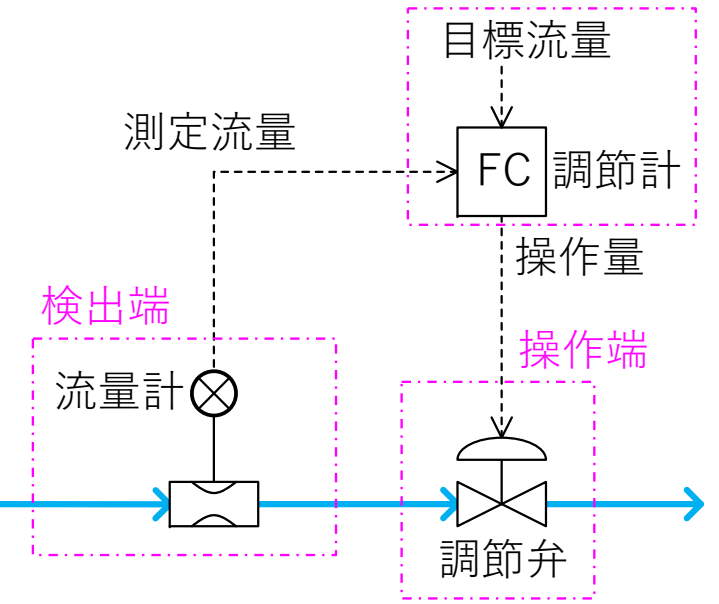 目標流量
測定流量
FC 調節計
操作量
検出端
操作端
流量計
調節弁